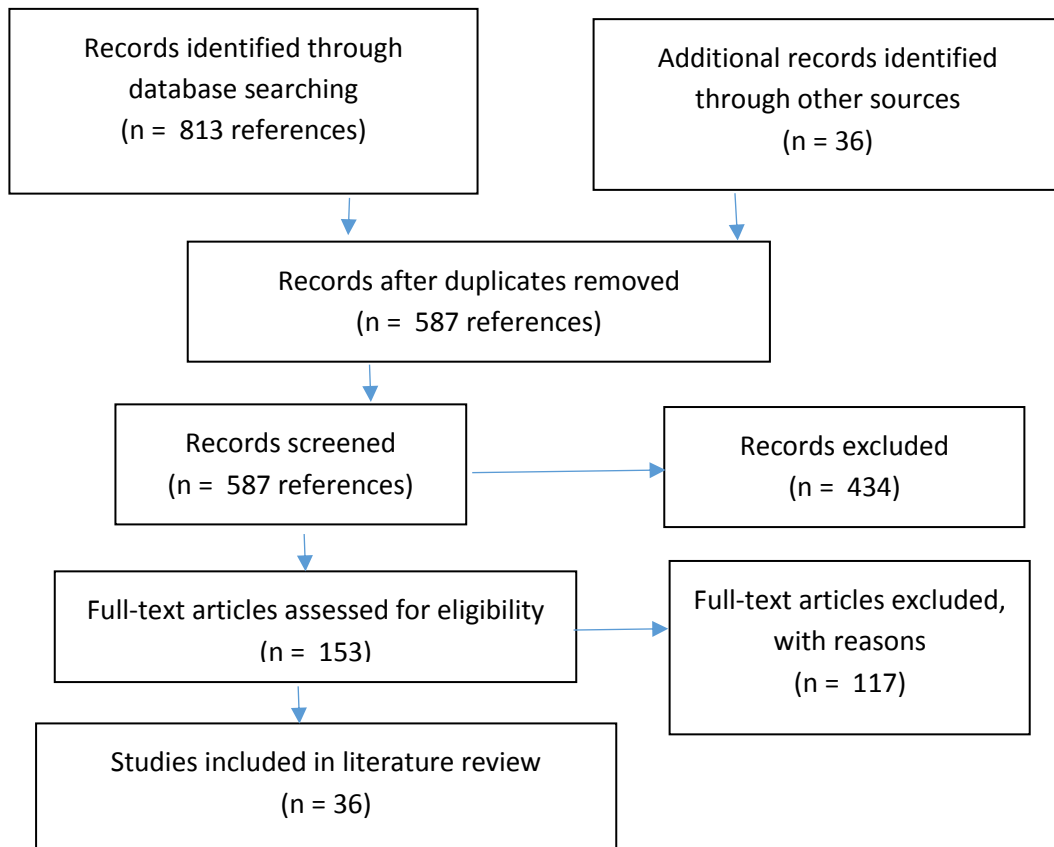 Records identified through
database searching
(n =  813 references)
Additional records identified
through other sources
(n = 36)
Records after duplicates removed
(n =  587 references)
Records screened
(n =  587 references)
Records excluded
(n =  434)
Full-text articles assessed for eligibility
(n =  153)
Full-text articles excluded,
with reasons
(n =  117)
Studies included in literature review
(n = 36)